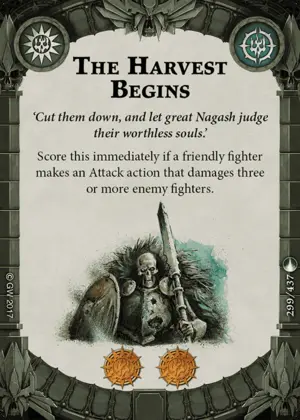 The Harvest
Begins
‘Cut them down, and let great Nagash judge
their worthless souls.’
Score this immediately if a friendly fighter
makes an Attack action that damages three
or more enemy fighters.
© GW 2017
299/437